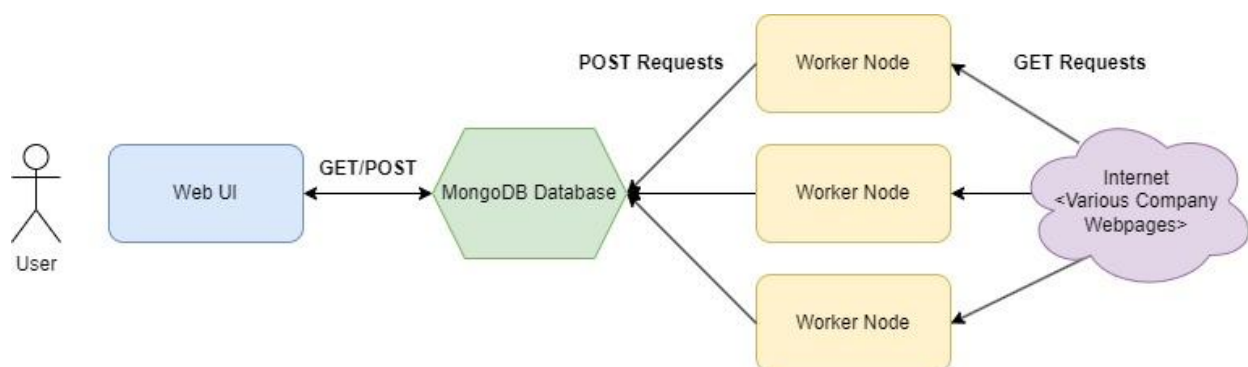 POST Requests
Worker Node
GET Requests
GET/POST
Web UI
MongoDB Database
Worker Node
Internet
<Various Company
Webpages>
User
Worker Node